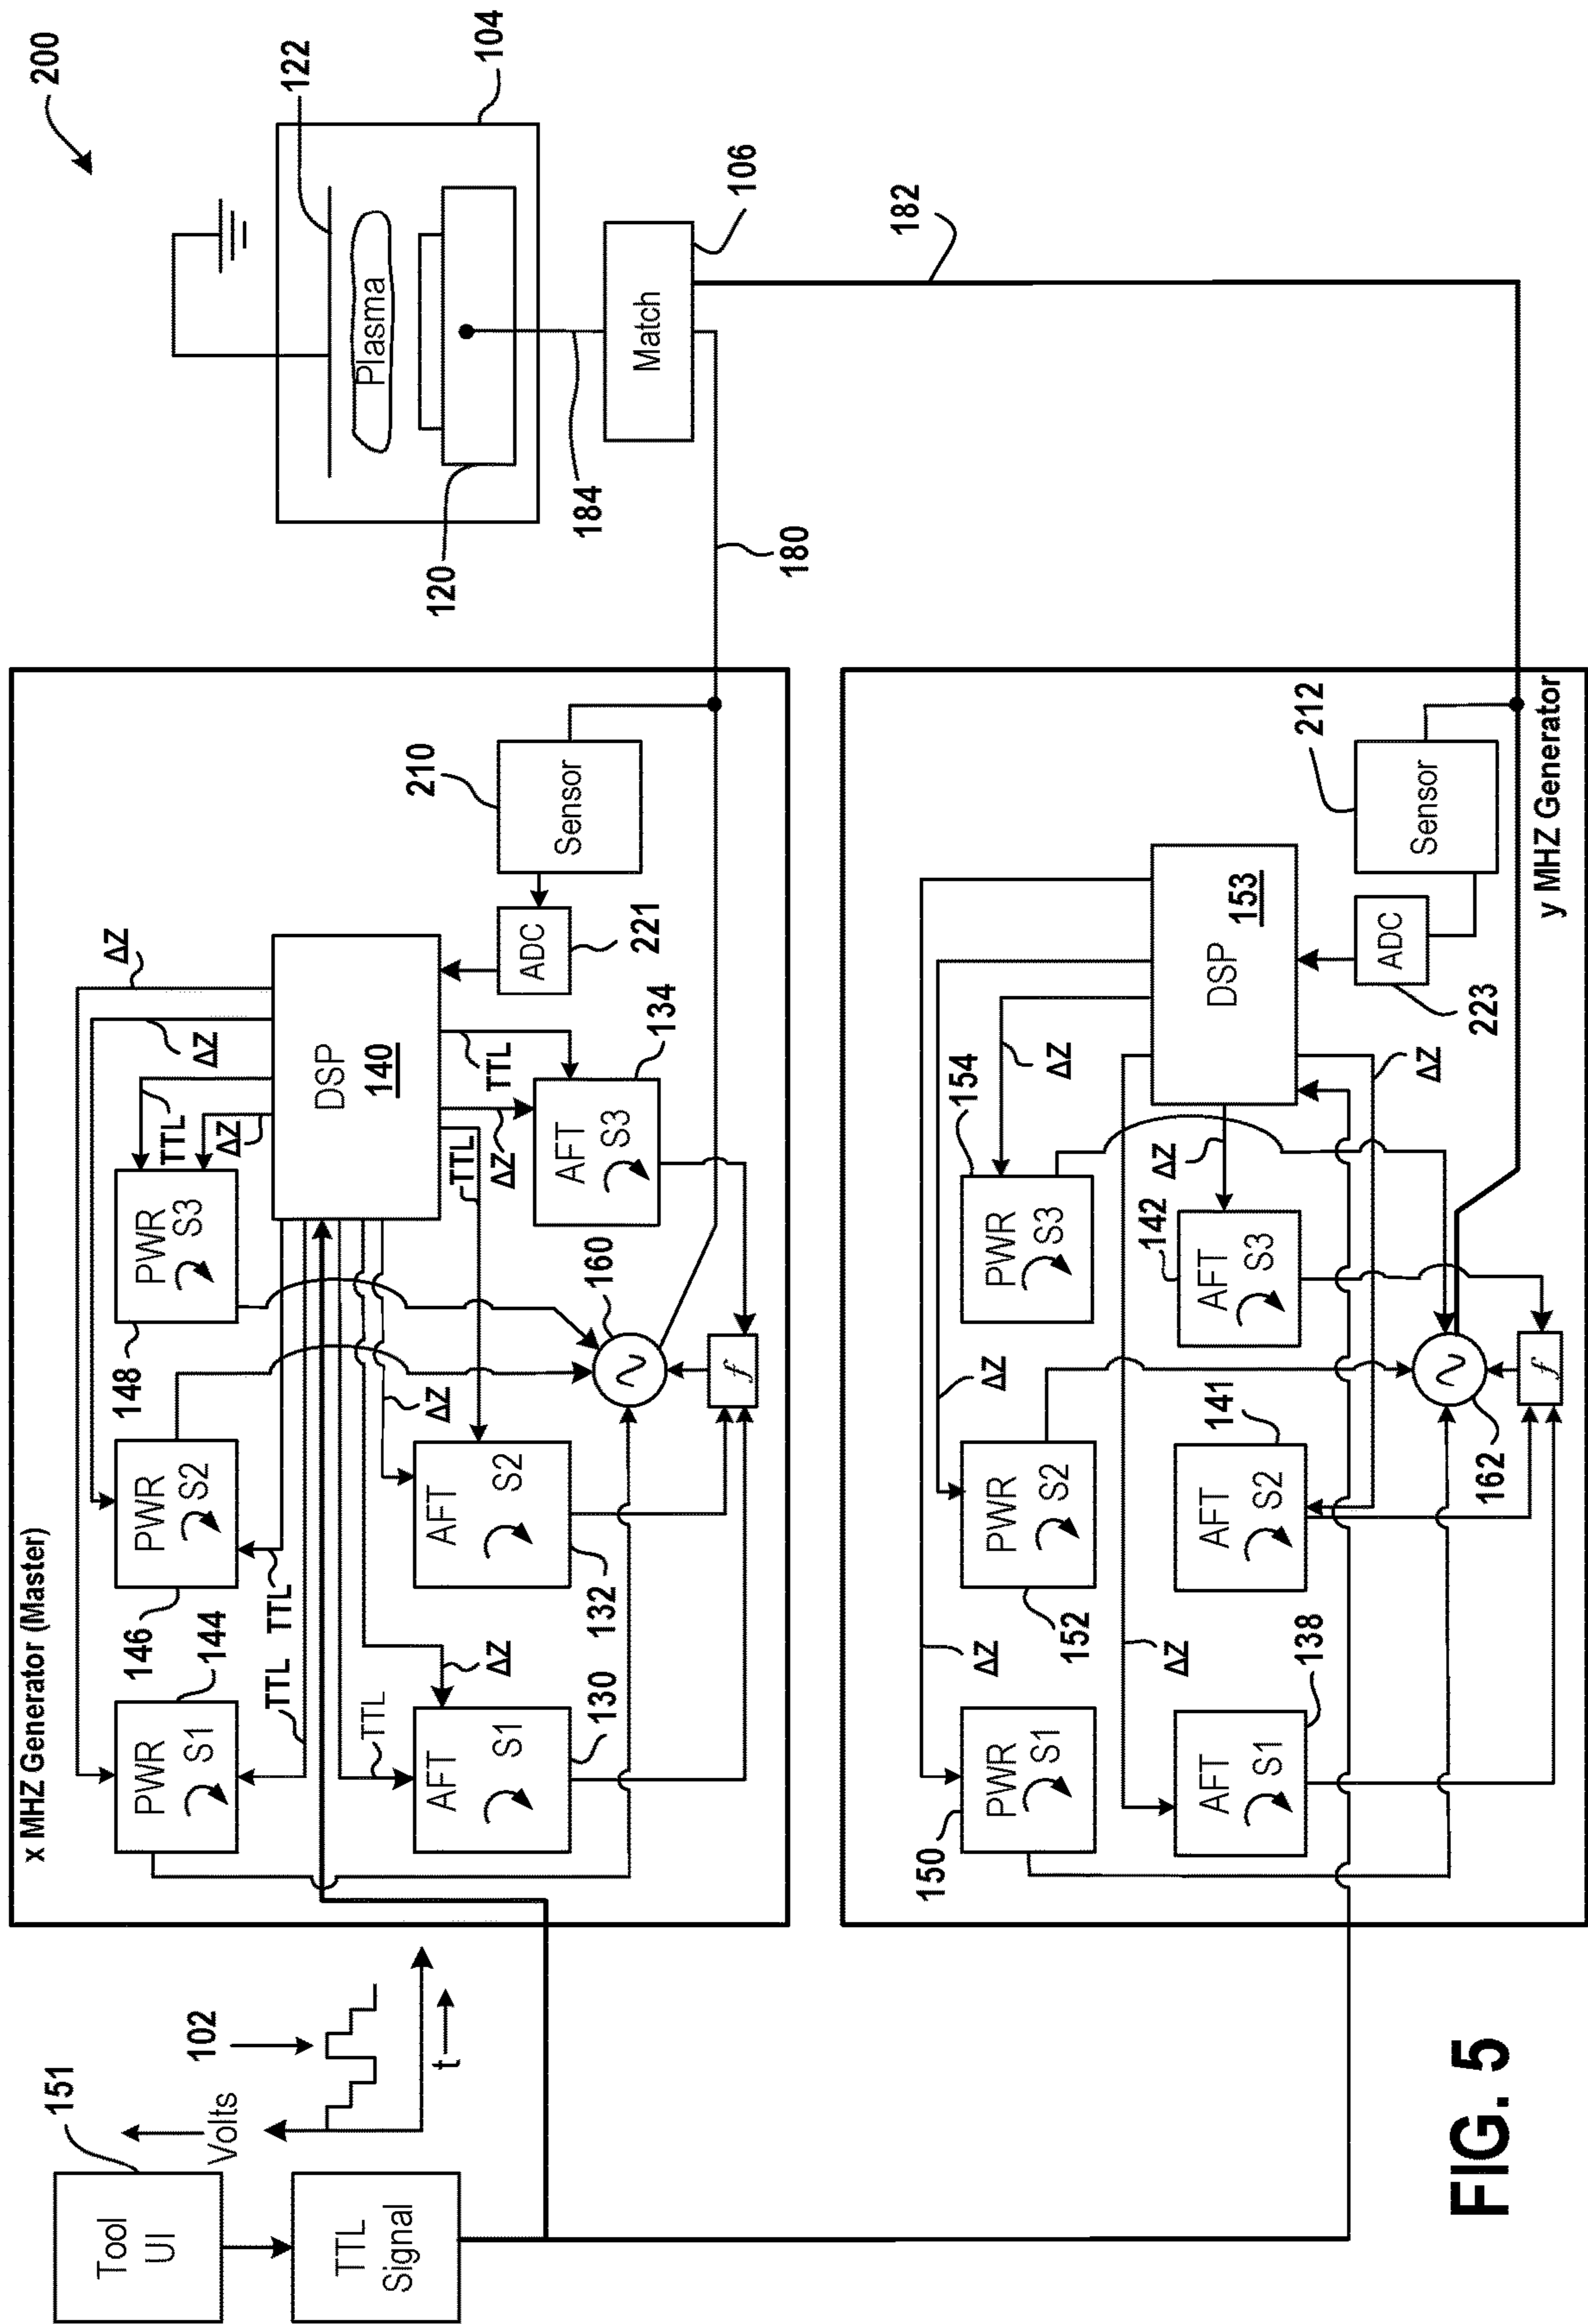 200
Tool
UI
151
TTL
Signal
Volts
102
t
x MHZ Generator (Master)
PWR
S1
144
PWR
S2
146
PWR
S3
148
TTL
TTL
TTL
ΔZ
ΔZ
ΔZ
DSP
140
AFT
S1
130
TTL
ΔZ
AFT
S2
132
ΔZ
TTL
AFT
S3
134
ΔZ
TTL
ADC
221
Sensor
210
160
f
180
122
104
Plasma
120
184
Match
106
182
PWR
S1
150
PWR
S2
152
PWR
S3
154
ΔZ
ΔZ
ΔZ
DSP
153
AFT
S1
138
ΔZ
AFT
S2
141
ΔZ
AFT
S3
142
ΔZ
ADC
223
Sensor
212
162
f
y MHZ Generator
FIG. 5